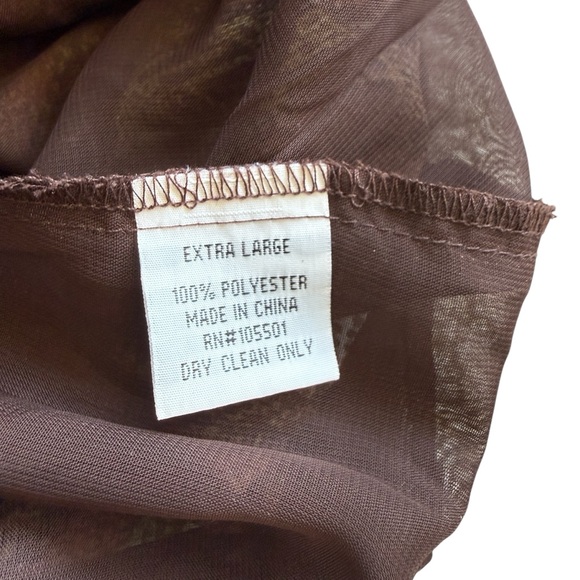 EXTRA LARGE
100% POLYESTER
MADE IN CHINA
RN#105501
DRY CLEAN ONLY